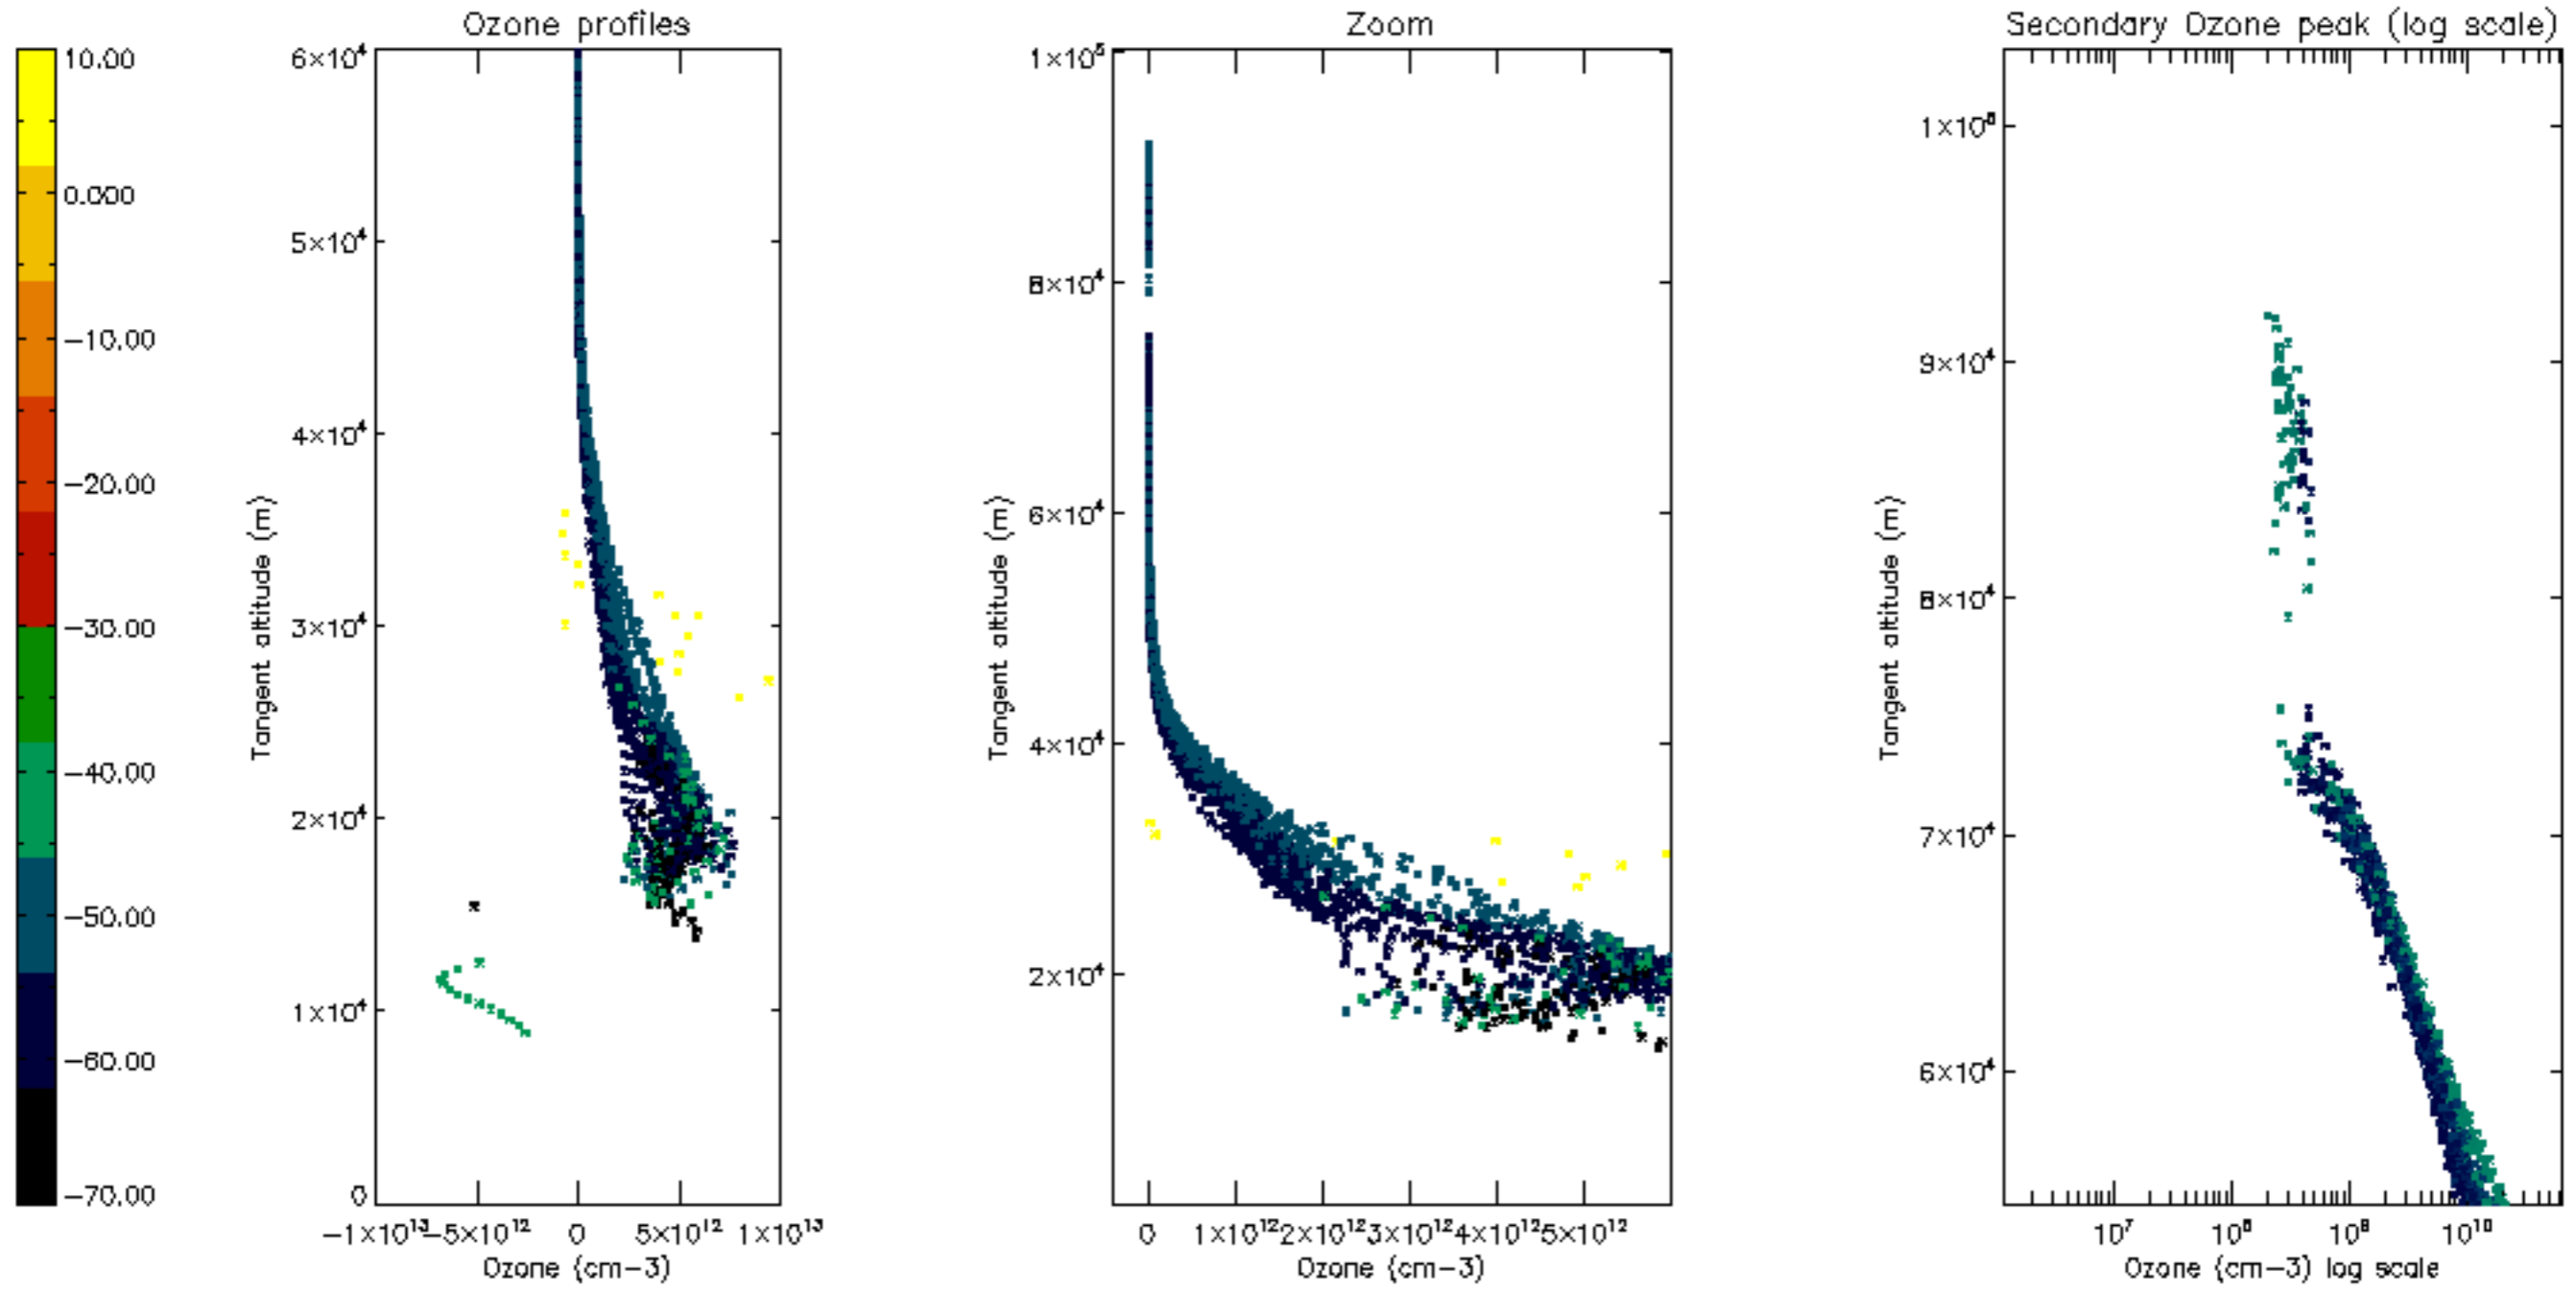 Ozone profiles
Zoom
Secondary Ozone peak (log scale)
10.00
0.000
−10.00
−20.00
−30.00
−40.00
−50.00
−60.00
−70.00
6×10⁴
5×10⁴
4×10⁴
3×10⁴
2×10⁴
1×10⁴
0
Tangent altitude (m)
−1×10¹³ −5×10¹² 0 5×10¹² 1×10¹³
Ozone (cm−3)
1×10⁵
8×10⁴
6×10⁴
4×10⁴
2×10⁴
Tangent altitude (m)
0 1×10¹² 2×10¹² 3×10¹² 4×10¹² 5×10¹²
Ozone (cm−3)
1×10⁵
9×10⁴
8×10⁴
7×10⁴
6×10⁴
Tangent altitude (m)
10⁷ 10⁸ 10⁹ 10¹⁰
Ozone (cm−3) log scale